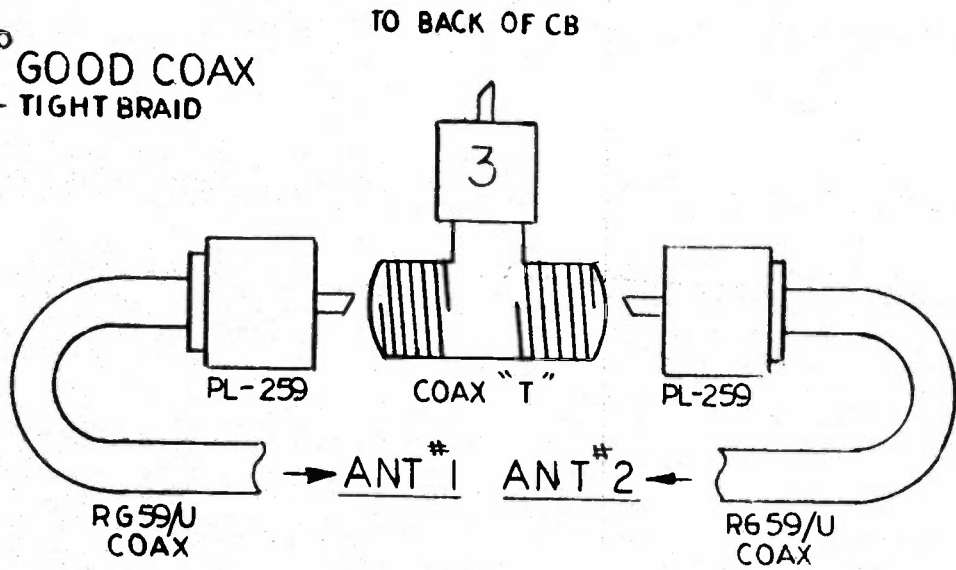 TO BACK OF CB
GOOD COAX
- TIGHT BRAID
3
PL-259
COAX "T"
PL-259
ANT #1
ANT #2
RG59/U
COAX
RG59/U
COAX